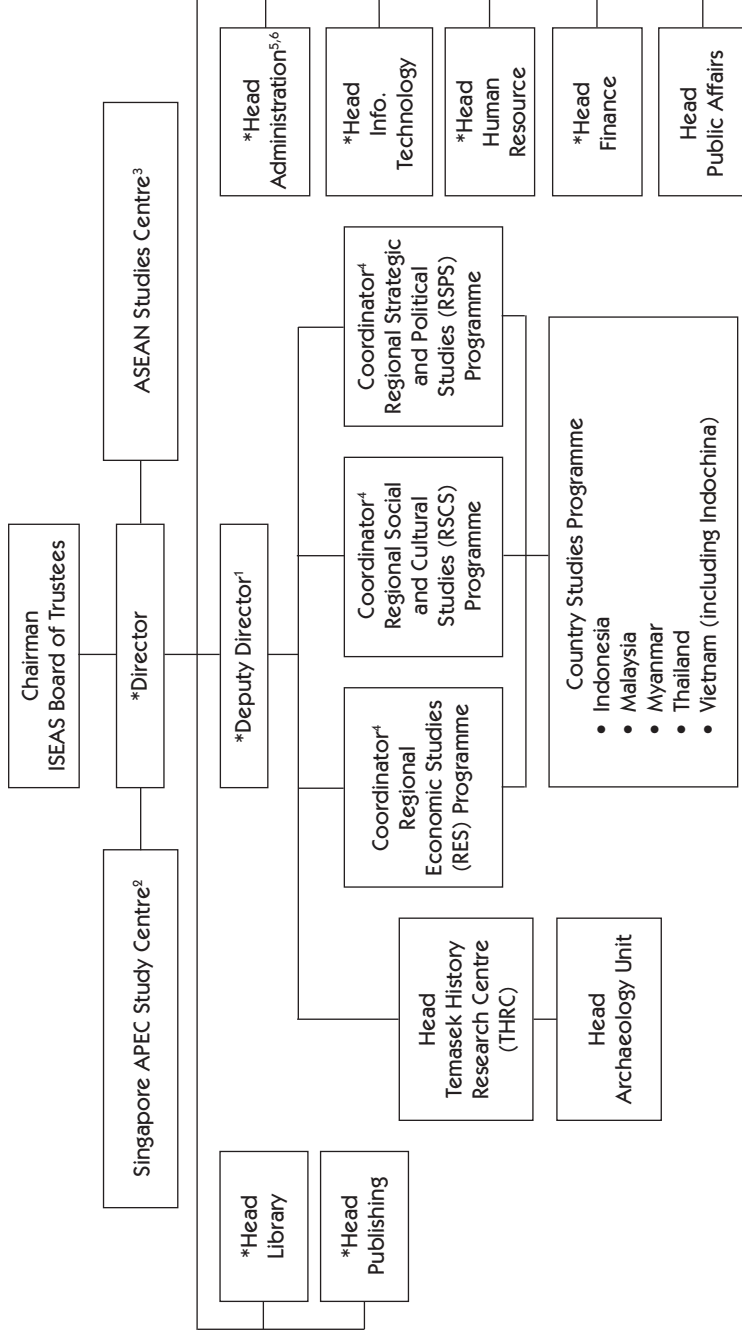 Chairman
ISEAS Board of Trustees
Singapore APEC Study Centre²
*Director
ASEAN Studies Centre³
*Deputy Director¹
*Head
Library
*Head
Publishing
Head
Temasek History
Research Centre
(THRC)
Head
Archaeology Unit
Coordinator⁴
Regional
Economic Studies
(RES) Programme
Coordinator⁴
Regional Social
and Cultural
Studies (RSCS)
Programme
Coordinator⁴
Regional Strategic
and Political
Studies (RSPS)
Programme
Country Studies Programme
• Indonesia
• Malaysia
• Myanmar
• Thailand
• Vietnam (including Indochina)
*Head
Administration⁵,⁶
*Head
Info.
Technology
*Head
Human
Resource
*Head
Finance
Head
Public Affairs